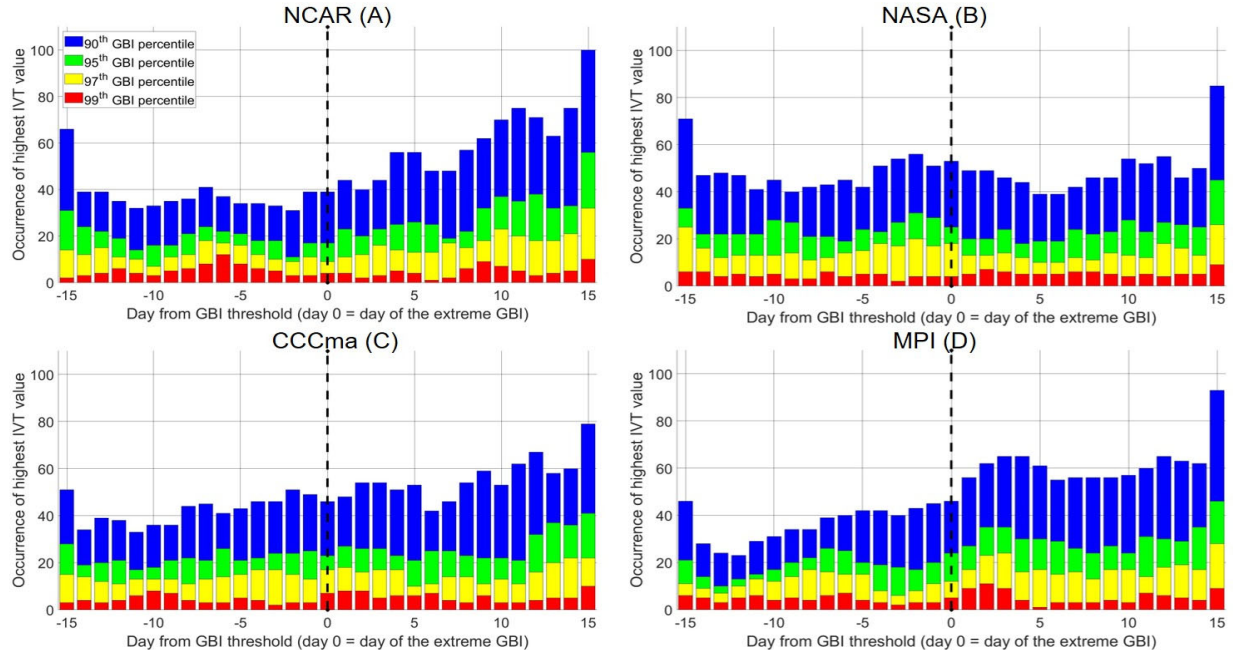 NCAR (A)
Occurrence of highest IVT value
100
80
60
40
20
0
90th GBI percentile
95th GBI percentile
97th GBI percentile
99th GBI percentile
-15 -10 -5 0 5 10 15
Day from GBI threshold (day 0 = day of the extreme GBI)
NASA (B)
Occurrence of highest IVT value
100
80
60
40
20
0
-15 -10 -5 0 5 10 15
Day from GBI threshold (day 0 = day of the extreme GBI)
CCCma (C)
Occurrence of highest IVT value
100
80
60
40
20
0
-15 -10 -5 0 5 10 15
Day from GBI threshold (day 0 = day of the extreme GBI)
MPI (D)
Occurrence of highest IVT value
100
80
60
40
20
0
-15 -10 -5 0 5 10 15
Day from GBI threshold (day 0 = day of the extreme GBI)